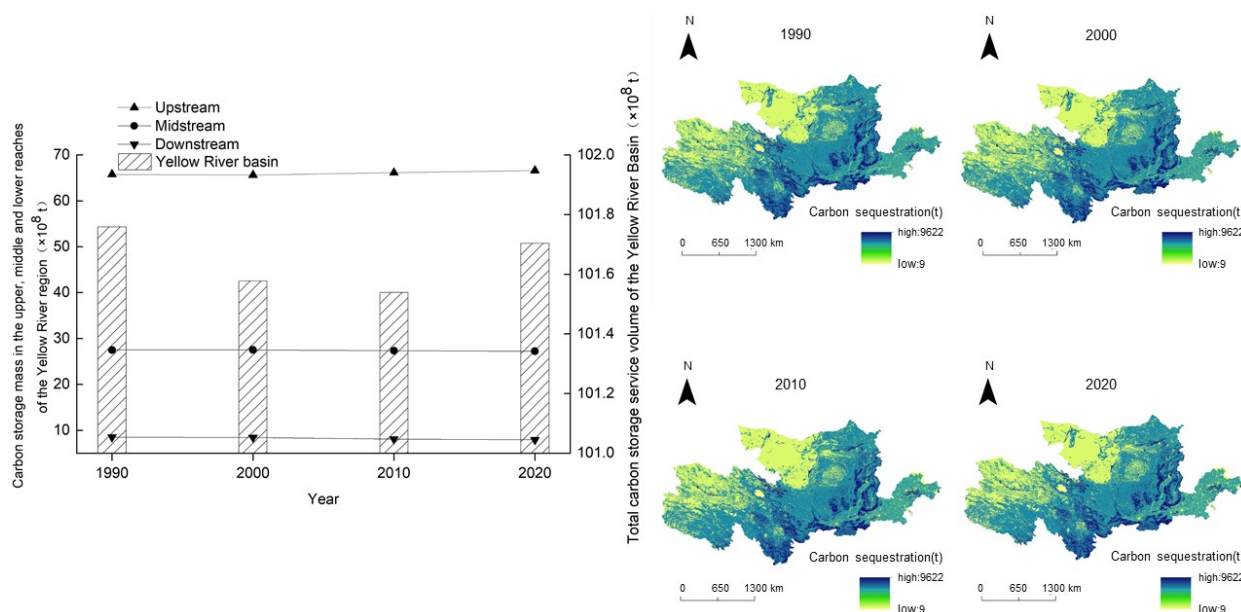 Carbon storage mass in the upper, middle and lower reaches
of the Yellow River region（×10⁸ t）
Upstream
Midstream
Downstream
Yellow River basin
70
60
50
40
30
20
10
1990
2000
2010
2020
Year
102.0
101.8
101.6
101.4
101.2
101.0
Total carbon storage service volume of the Yellow River Basin（×10⁸ t）
N
1990
Carbon sequestration(t)
high:9622
low:9
0 650 1300 km
N
2000
Carbon sequestration(t)
high:9622
low:9
0 650 1300 km
N
2010
Carbon sequestration(t)
high:9622
low:9
0 650 1300 km
N
2020
Carbon sequestration(t)
high:9622
low:9
0 650 1300 km